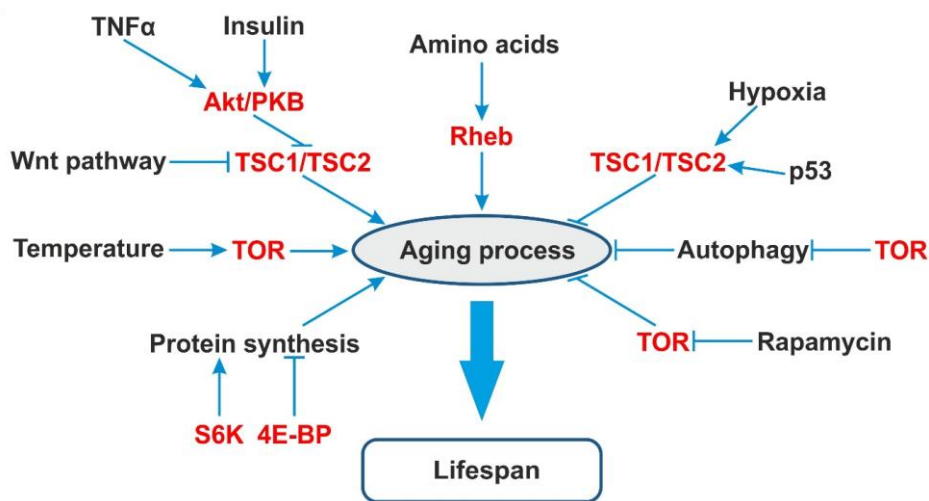 TNFα
Insulin
Amino acids
Akt/PKB
Hypoxia
Rheb
Wnt pathway
TSC1/TSC2
TSC1/TSC2
p53
Temperature
TOR
Aging process
Autophagy
TOR
Protein synthesis
TOR
Rapamycin
S6K
4E-BP
Lifespan